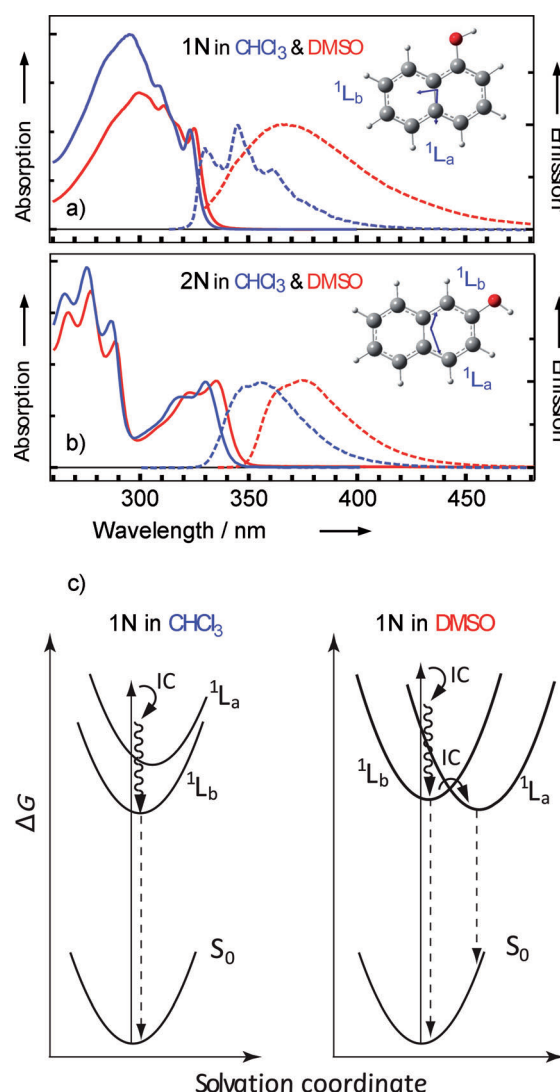 1N in CHCl3 & DMSO
Absorption
Emission
1Lb
1La
a)
2N in CHCl3 & DMSO
Absorption
Emission
1Lb
1La
b)
300 350 400 450
Wavelength / nm
c)
1N in CHCl3
1N in DMSO
IC
1La
1Lb
ΔG
S0
IC
IC
1Lb
1La
S0
Solvation coordinate